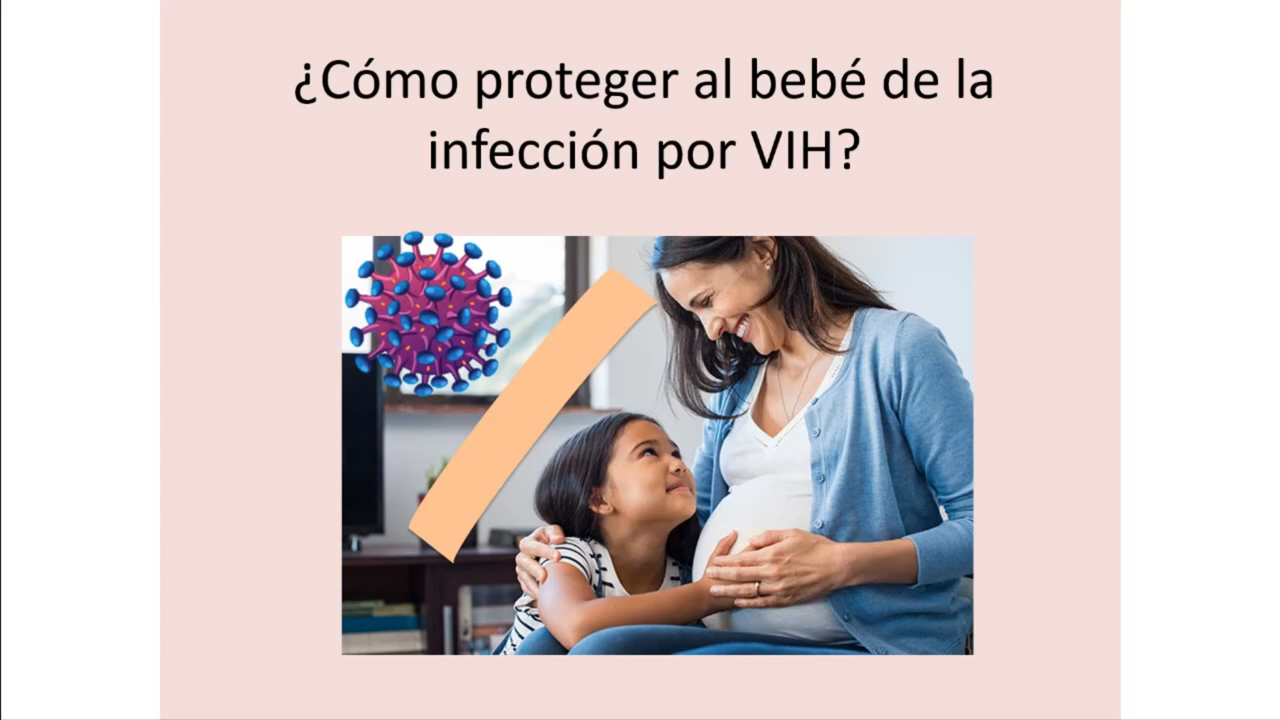 ¿Cómo proteger al bebé de la
infección por VIH?